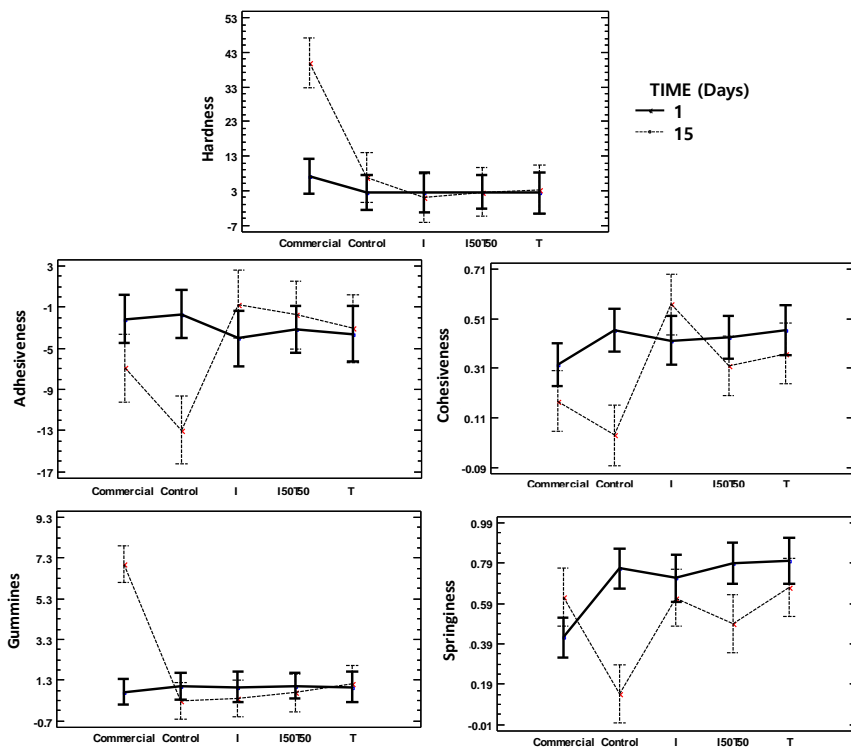 53
43
33
23
13
3
-7
Hardness
Commercial Control I I50T50 T
TIME (Days)
1
15
3
-1
-5
-9
-13
-17
Adhesiveness
Commercial Control I I50T50 T
0.71
0.51
0.31
0.11
-0.09
Cohesiveness
Commercial Control I I50T50 T
9.3
7.3
5.3
3.3
1.3
-0.7
Gummines
Commercial Control I I50T50 T
0.99
0.79
0.59
0.39
0.19
-0.01
Springiness
Commercial Control I I50T50 T